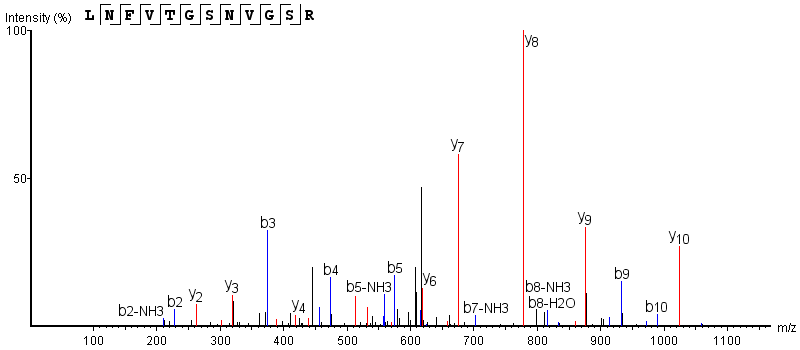 Intensity (%) L N F V T G S N V G S R
100
y8
y7
50
b3 y9
y10
b4 b5 y6 b9
b2-NH3 b2 y2 y3 y4 b5-NH3 b7-NH3 b8-NH3 b10
b8-H2O
100 200 300 400 500 600 700 800 900 1000 1100 m/z